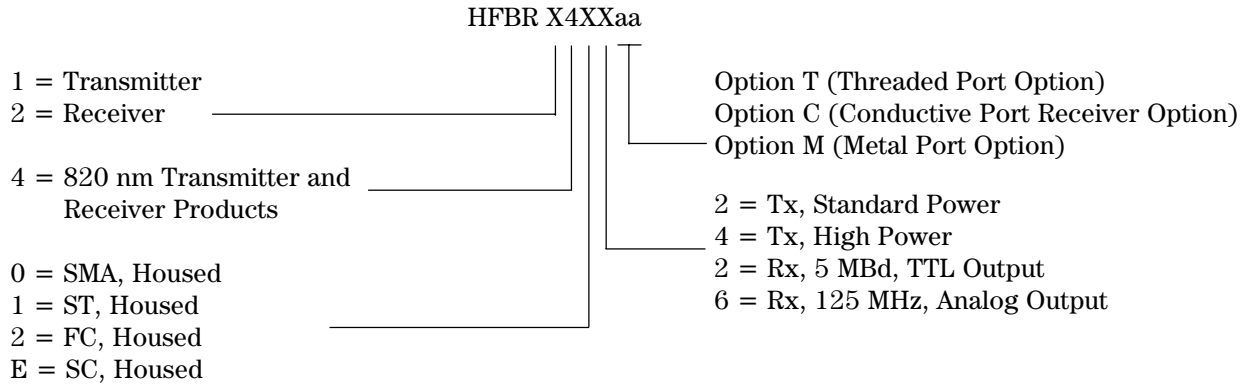 HFBR X4XXaa
1 = Transmitter
2 = Receiver
4 = 820 nm Transmitter and
Receiver Products
0 = SMA, Housed
1 = ST, Housed
2 = FC, Housed
E = SC, Housed
Option T (Threaded Port Option)
Option C (Conductive Port Receiver Option)
Option M (Metal Port Option)
2 = Tx, Standard Power
4 = Tx, High Power
2 = Rx, 5 MBd, TTL Output
6 = Rx, 125 MHz, Analog Output